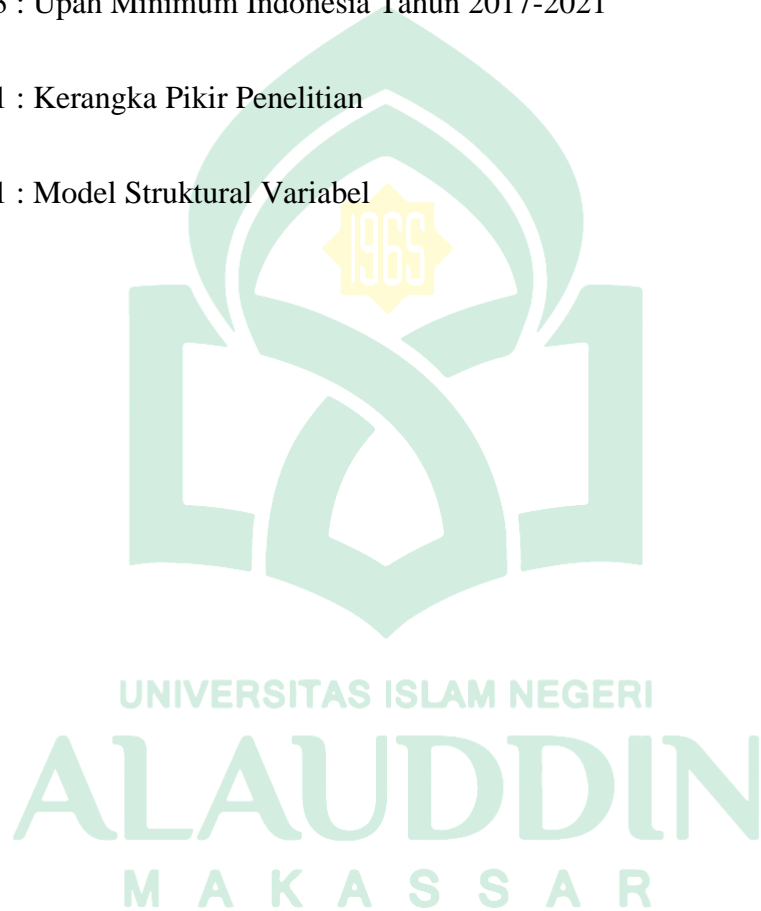 : Upah Minimum Indonesia Tahun 2017-2021
1 : Kerangka Pikir Penelitian
1 : Model Struktural Variabel
1965
UNIVERSITAS ISLAM NEGERI
ALAUDDIN
MAKASSAR